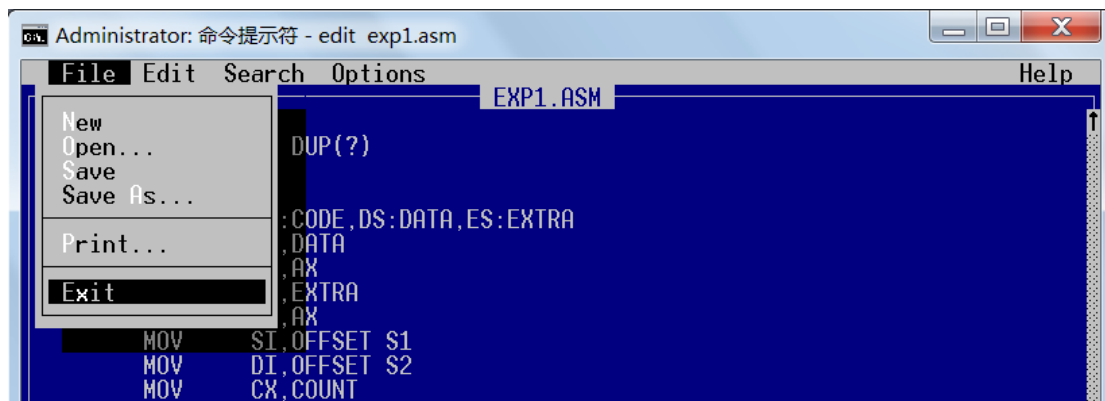 Administrator: 命令提示符 - edit exp1.asm
File Edit Search Options Help
EXP1.ASM
New
Open...
Save
Save As...
Print...
Exit
DUP(?)
:CODE,DS:DATA,ES:EXTRA
,DATA
,AX
,EXTRA
,AX
MOV SI,OFFSET S1
MOV DI,OFFSET S2
MOV CX,COUNT